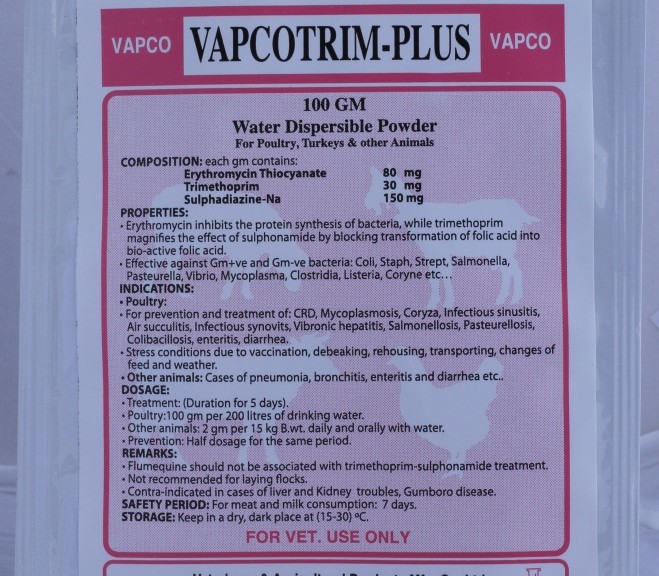 VAPCO VAPCOTRIM-PLUS VAPCO
100 GM
Water Dispersible Powder
For Poultry, Turkeys & other Animals
COMPOSITION: each gm contains:
Erythromycin Thiocyanate 80 mg
Trimethoprim 30 mg
Sulphadiazine-Na 150 mg
PROPERTIES:
• Erythromycin inhibits the protein synthesis of bacteria, while trimethoprim
magnifies the effect of sulphonamide by blocking transformation of folic acid into
bio-active folic acid.
• Effective against Gm+ve and Gm-ve bacteria: Coli, Staph, Strept, Salmonella,
Pasteurella, Vibrio, Mycoplasma, Clostridia, Listeria, Coryne etc...
INDICATIONS:
• Poultry:
• For prevention and treatment of: CRD, Mycoplasmosis, Coryza, Infectious sinusitis,
Air succulitis, Infectious synovits, Vibronic hepatitis, Salmonellosis, Pasteurellosis,
Colibacillosis, enteritis, diarrhea.
• Stress conditions due to vaccination, debeaking, rehousing, transporting, changes of
feed and weather.
• Other animals: Cases of pneumonia, bronchitis, enteritis and diarrhea etc..
DOSAGE:
• Treatment: (Duration for 5 days).
• Poultry:100 gm per 200 litres of drinking water.
• Other animals: 2 gm per 15 kg B.wt. daily and orally with water.
• Prevention: Half dosage for the same period.
REMARKS:
• Flumequine should not be associated with trimethoprim-sulphonamide treatment.
• Not recommended for laying flocks.
• Contra-indicated in cases of liver and Kidney troubles, Gumboro disease.
SAFETY PERIOD: For meat and milk consumption: 7 days.
STORAGE: Keep in a dry, dark place at (15-30) ºC.
FOR VET. USE ONLY